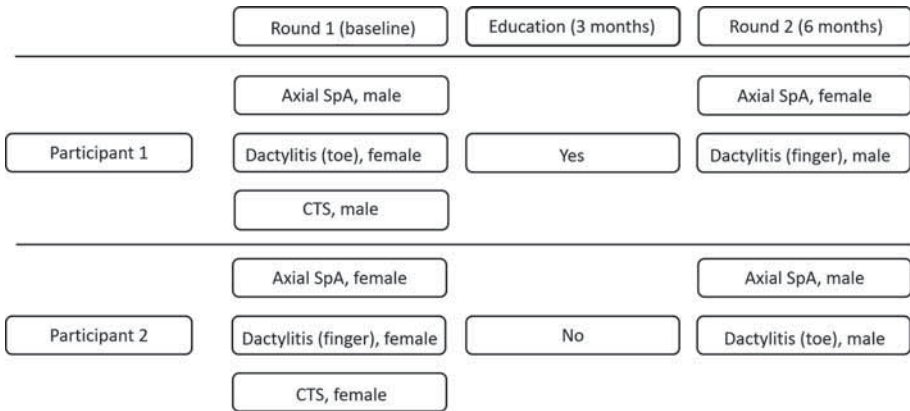 Round 1 (baseline)
Education (3 months)
Round 2 (6 months)
Axial SpA, male
Axial SpA, female
Participant 1
Dactylitis (toe), female
Yes
Dactylitis (finger), male
CTS, male
Axial SpA, female
Axial SpA, male
Participant 2
Dactylitis (finger), female
No
Dactylitis (toe), male
CTS, female